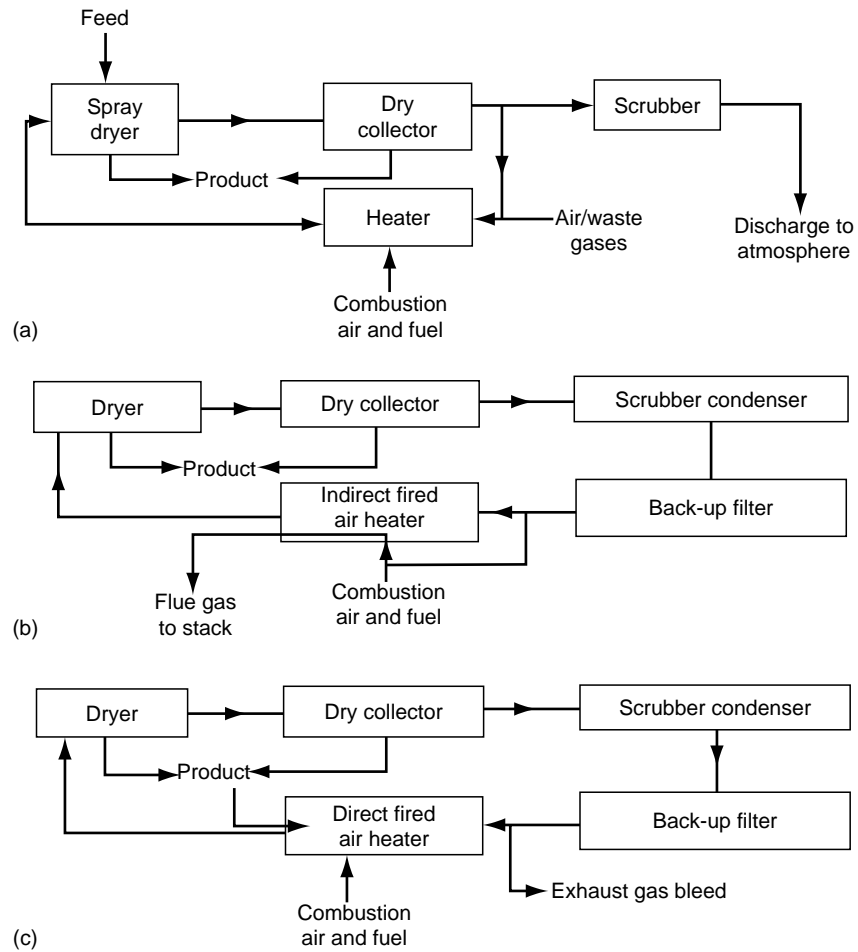 Feed
Spray
dryer
Dry
collector
Scrubber
Product
Heater
Air/waste
gases
Discharge to
atmosphere
Combustion
air and fuel
(a)
Dryer
Dry collector
Scrubber condenser
Product
Indirect fired
air heater
Back-up filter
Flue gas
to stack
Combustion
air and fuel
(b)
Dryer
Dry collector
Scrubber condenser
Product
Direct fired
air heater
Back-up filter
Exhaust gas bleed
Combustion
air and fuel
(c)